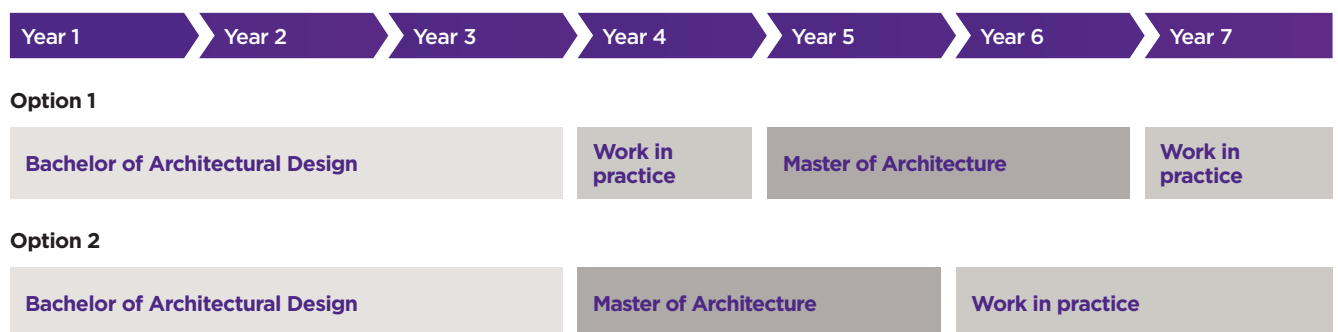 Year 1 Year 2 Year 3 Year 4 Year 5 Year 6 Year 7
Option 1
Bachelor of Architectural Design
Work in
practice
Master of Architecture
Work in
practice
Option 2
Bachelor of Architectural Design
Master of Architecture
Work in practice